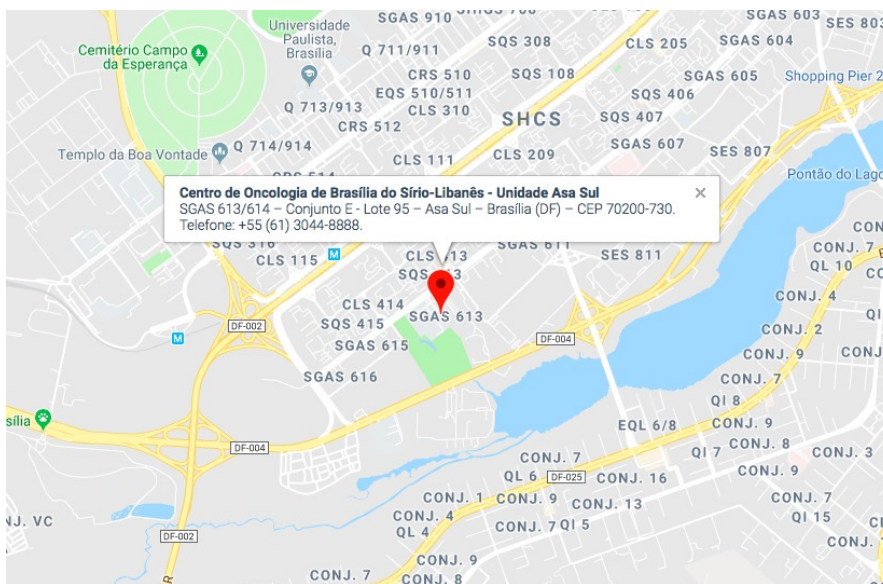 SGAS 910
SQS 308
CLS 205
SGAS 603
SES 803
SGAS 604
Universidade
Paulista,
Brasília
Q 711/911
Cemitério Campo
da Esperança
CRS 510
SQS 108
SGAS 605
Shopping Pier 2
EQS 510/511
SQS 406
Q 713/913
CLS 310
SHCS
SQS 407
CRS 512
Q 714/914
SGAS 607
SES 807
Templo da Boa Vontade
CLS 111
CLS 209
Pontão do Lago
Centro de Oncologia de Brasília do Sírio-Libanês - Unidade Asa Sul
SGAS 613/614 – Conjunto E - Lote 95 – Asa Sul – Brasília (DF) – CEP 70200-730.
Telefone: +55 (61) 3044-8888.
SQS 316
CLS 115
M
SGAS 611
SES 811
CONJ. 7
QL 10
CLS 414
SGAS 613
CONJ. 4
SQS 415
DF-002
DF-004
CONJ. 2
M
SGAS 615
CONJ. 9
CONJ
SGAS 616
CONJ. 7
QI 8
sília
EQL 6/8
CONJ. 9
DF-004
QI 7
CONJ. 8
CONJ. 3
CONJ. 7
CONJ. 9
QL 6
DF-025
CONJ. 16
CONJ. 1
CONJ. 9
CONJ. 13
CONJ. 7
QI 15
NJ. VC
CONJ. 4
QL 4
CONJ. 7
QI 5
DF-002
CONJ. 9
CONJ. 7
CONJ. 8